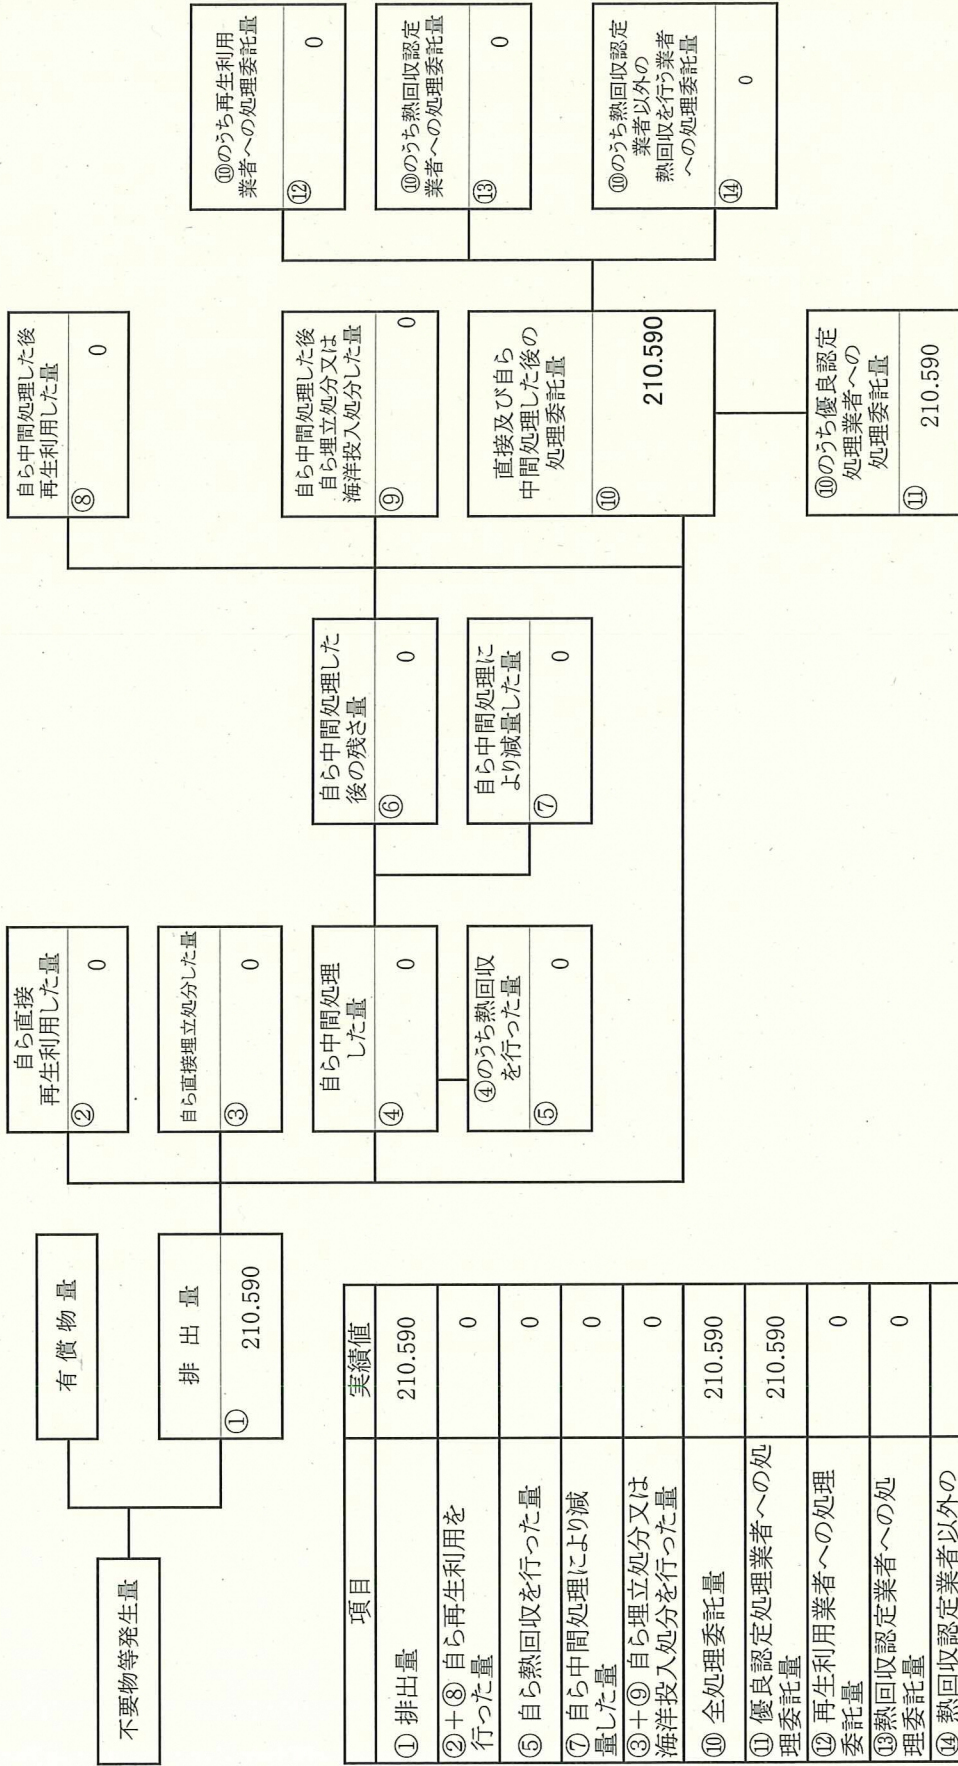 不要物等発生量
有償物量
排出量
①
210.590
自ら直接
再生利用した量
②
0
自ら直接埋立処分した量
③
0
自ら中間処理
した量
④
0
④のうち熱回収
を行った量
⑤
0
自ら中間処理した
後の残さ量
⑥
0
自ら中間処理に
より減量した量
⑦
0
自ら中間処理した後
再生利用した量
⑧
0
自ら中間処理した後
自ら埋立処分又は
海洋投入処分した量
⑨
0
直接及び自ら
中間処理した後の
処理委託量
⑩
210.590
⑩のうち優良認定
処理業者への
処理委託量
⑪
210.590
⑩のうち再生利用
業者への処理委託量
⑫
0
⑩のうち熱回収認定
業者への処理委託量
⑬
0
⑩のうち熱回収認定
業者以外の
熱回収を行う業者
への処理委託量
⑭
0
項目 実績値
①排出量 210.590
②+⑧ 自ら再生利用を
行った量 0
⑤ 自ら熱回収を行った量 0
⑦ 自ら中間処理により減
量した量 0
③+⑨ 自ら埋立処分又は
海洋投入処分を行った量 0
⑩ 全処理委託量 210.590
⑪ 優良認定処理業者への処
理委託量 210.590
⑫ 再生利用業者への処理
委託量 0
⑬熱回収認定業者への処
理委託量 0
⑭ 熱回収認定業者以外の